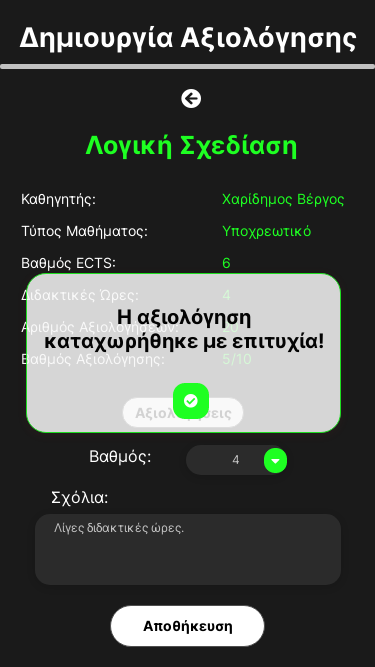 Δημιουργία Αξιολόγησης
Λογική Σχεδίαση
Καθηγητής: Χαρίδημος Βέργος
Τύπος Μαθήματος: Υποχρεωτικό
Βαθμός ECTS: 6
Διδακτικές Ώρες: 4
Η αξιολόγηση
Αριθμός Αξιολογήσεων:
καταχωρήθηκε με επιτυχία!
Βαθμός Αξιολόγησης: 5/10
Αξιολογήσεις
Βαθμός: 4
Σχόλια:
Λίγες διδακτικές ώρες.
Αποθήκευση